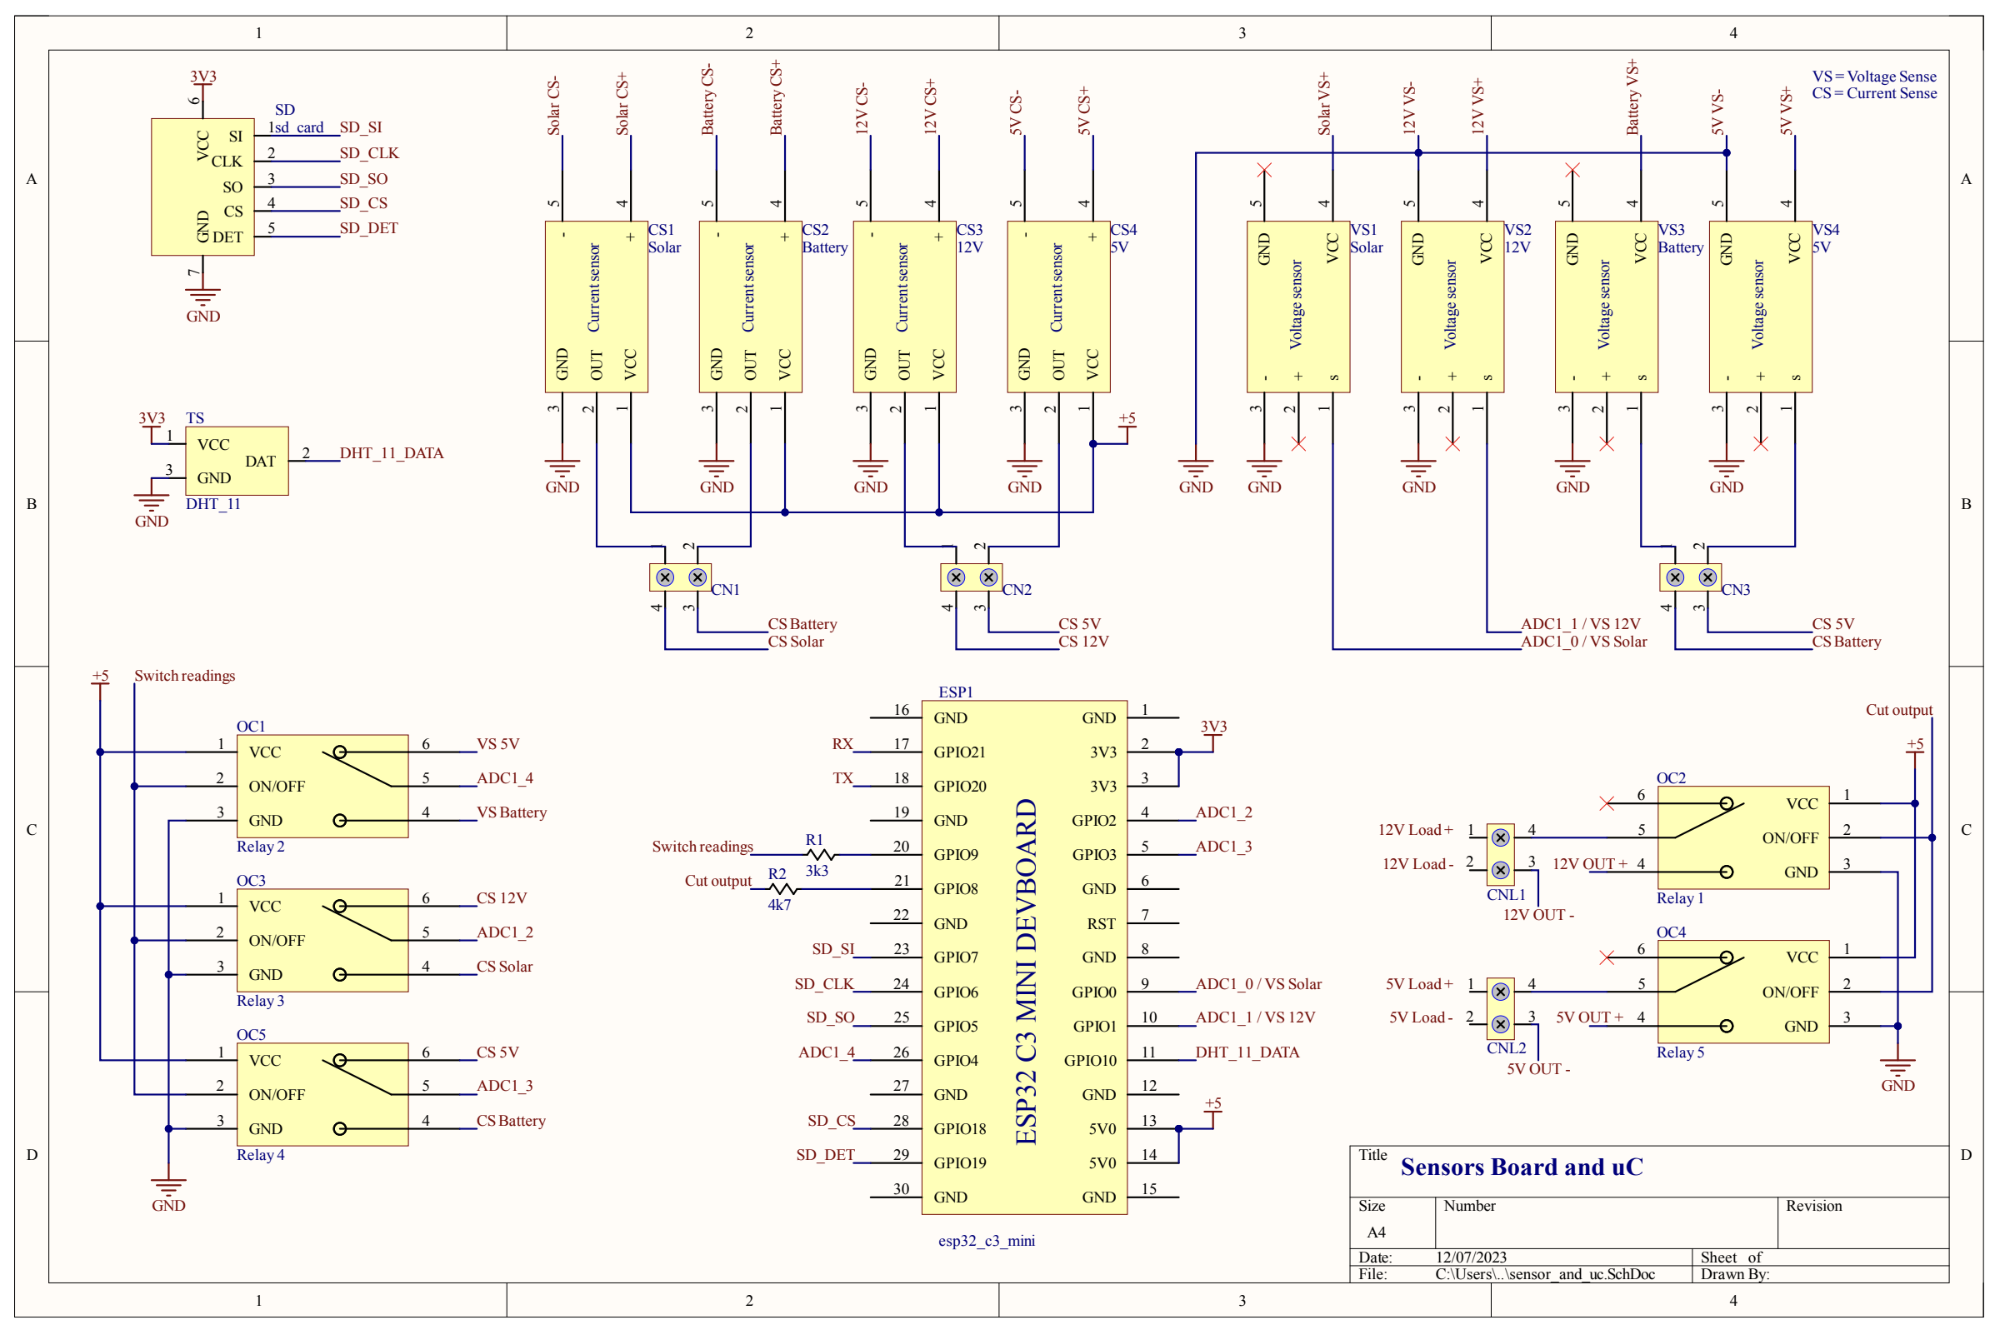 1 2 3 4
A
B
C
D
A
B
C
D
1 2 3 4
VS = Voltage Sense
CS = Current Sense
3V3
6
SD
sd_card
VCC
GND
SI 1 SD_SI
CLK 2 SD_CLK
SO 3 SD_SO
CS 4 SD_CS
DET 5 SD_DET
7
GND
3V3
TS
1 VCC
3 GND
DAT 2 DHT_11_DATA
DHT_11
GND
Solar CS-
Solar CS+
Battery CS-
Battery CS+
12V CS-
12V CS+
5V CS-
5V CS+
5 4 5 4 5 4 5 4
- +
CS1
Solar
Current sensor
GND OUT VCC
3 2 1
GND
- +
CS2
Battery
Current sensor
GND OUT VCC
3 2 1
GND
- +
CS3
12V
Current sensor
GND OUT VCC
3 2 1
GND
- +
CS4
5V
Current sensor
GND OUT VCC
3 2 1
GND
+5
1 2
CN1
4 3
CS Battery
CS Solar
1 2
CN2
4 3
CS 5V
CS 12V
Solar VS+
12V VS-
12V VS+
Battery VS+
5V VS-
5V VS+
GND
5 4
VS1
Solar
GND VCC
Voltage sensor
- + s
3 2 1
GND
5 4
VS2
12V
GND VCC
Voltage sensor
- + s
3 2 1
GND
5 4
VS3
Battery
GND VCC
Voltage sensor
- + s
3 2 1
GND
5 4
VS4
5V
GND VCC
Voltage sensor
- + s
3 2 1
GND
ADC1_1 / VS 12V
ADC1_0 / VS Solar
1 2
CN3
4 3
CS 5V
CS Battery
+5
Switch readings
OC1
1 VCC 6 VS 5V
2 ON/OFF 5 ADC1_4
3 GND 4 VS Battery
Relay 2
OC3
1 VCC 6 CS 12V
2 ON/OFF 5 ADC1_2
3 GND 4 CS Solar
Relay 3
OC5
1 VCC 6 CS 5V
2 ON/OFF 5 ADC1_3
3 GND 4 CS Battery
Relay 4
GND
ESP1
ESP32 C3 MINI DEVBOARD
16 GND GND 1
RX 17 GPIO21 3V3 2 3V3
TX 18 GPIO20 3V3 3
19 GND GPIO2 4 ADC1_2
Switch readings R1 3k3 20 GPIO9 GPIO3 5 ADC1_3
Cut output R2 4k7 21 GPIO8 GND 6
22 GND RST 7
SD_SI 23 GPIO7 GND 8
SD_CLK 24 GPIO6 GPIO0 9 ADC1_0 / VS Solar
SD_SO 25 GPIO5 GPIO1 10 ADC1_1 / VS 12V
ADC1_4 26 GPIO4 GPIO10 11 DHT_11_DATA
27 GND GND 12
SD_CS 28 GPIO18 5V0 13 +5
SD_DET 29 GPIO19 5V0 14
30 GND GND 15
esp32_c3_mini
Cut output
+5
OC2
6 VCC 1
12V Load + 1 4 5 ON/OFF 2
12V Load - 2 3 12V OUT + 4 GND 3
CNL1
Relay 1
12V OUT -
OC4
6 VCC 1
5V Load + 1 4 5 ON/OFF 2
5V Load - 2 3 5V OUT + 4 GND 3
CNL2
Relay 5
5V OUT -
GND
Title Sensors Board and uC
Size Number Revision
A4
Date: 12/07/2023 Sheet of
File: C:\Users\..\sensor_and_uc.SchDoc Drawn By: